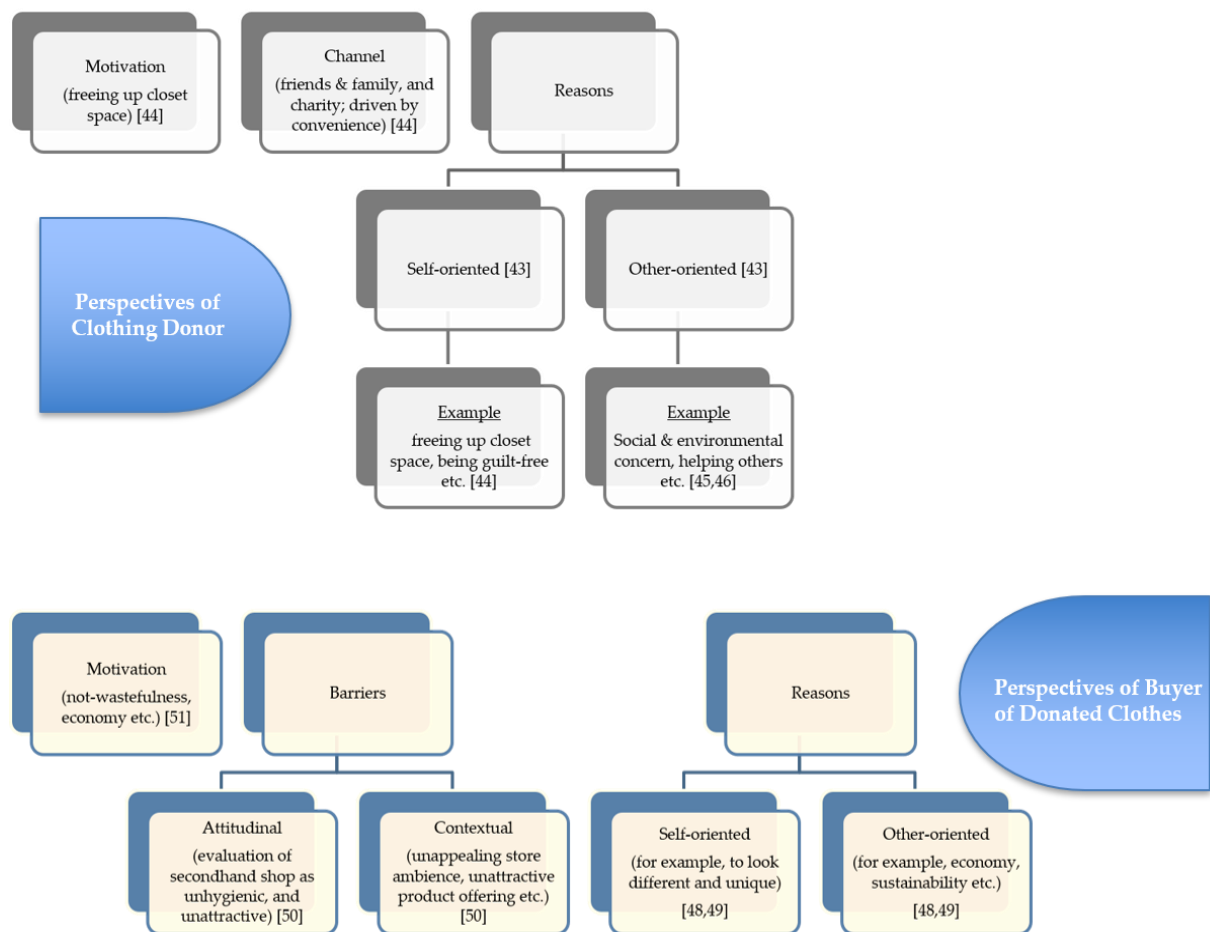 Motivation
(freeing up closet
space) [44]
Channel
(friends & family, and
charity; driven by
convenience) [44]
Reasons
Self-oriented [43]
Other-oriented [43]
Perspectives of
Clothing Donor
Example
freeing up closet
space, being guilt-free
etc. [44]
Example
Social & environmental
concern, helping others
etc. [45,46]
Motivation
(not-wastefulness,
economy etc.) [51]
Barriers
Reasons
Perspectives of Buyer
of Donated Clothes
Attitudinal
(evaluation of
secondhand shop as
unhygienic, and
unattractive) [50]
Contextual
(unappealing store
ambience, unattractive
product offering etc.)
[50]
Self-oriented
(for example, to look
different and unique)
[48,49]
Other-oriented
(for example, economy,
sustainability etc.)
[48,49]